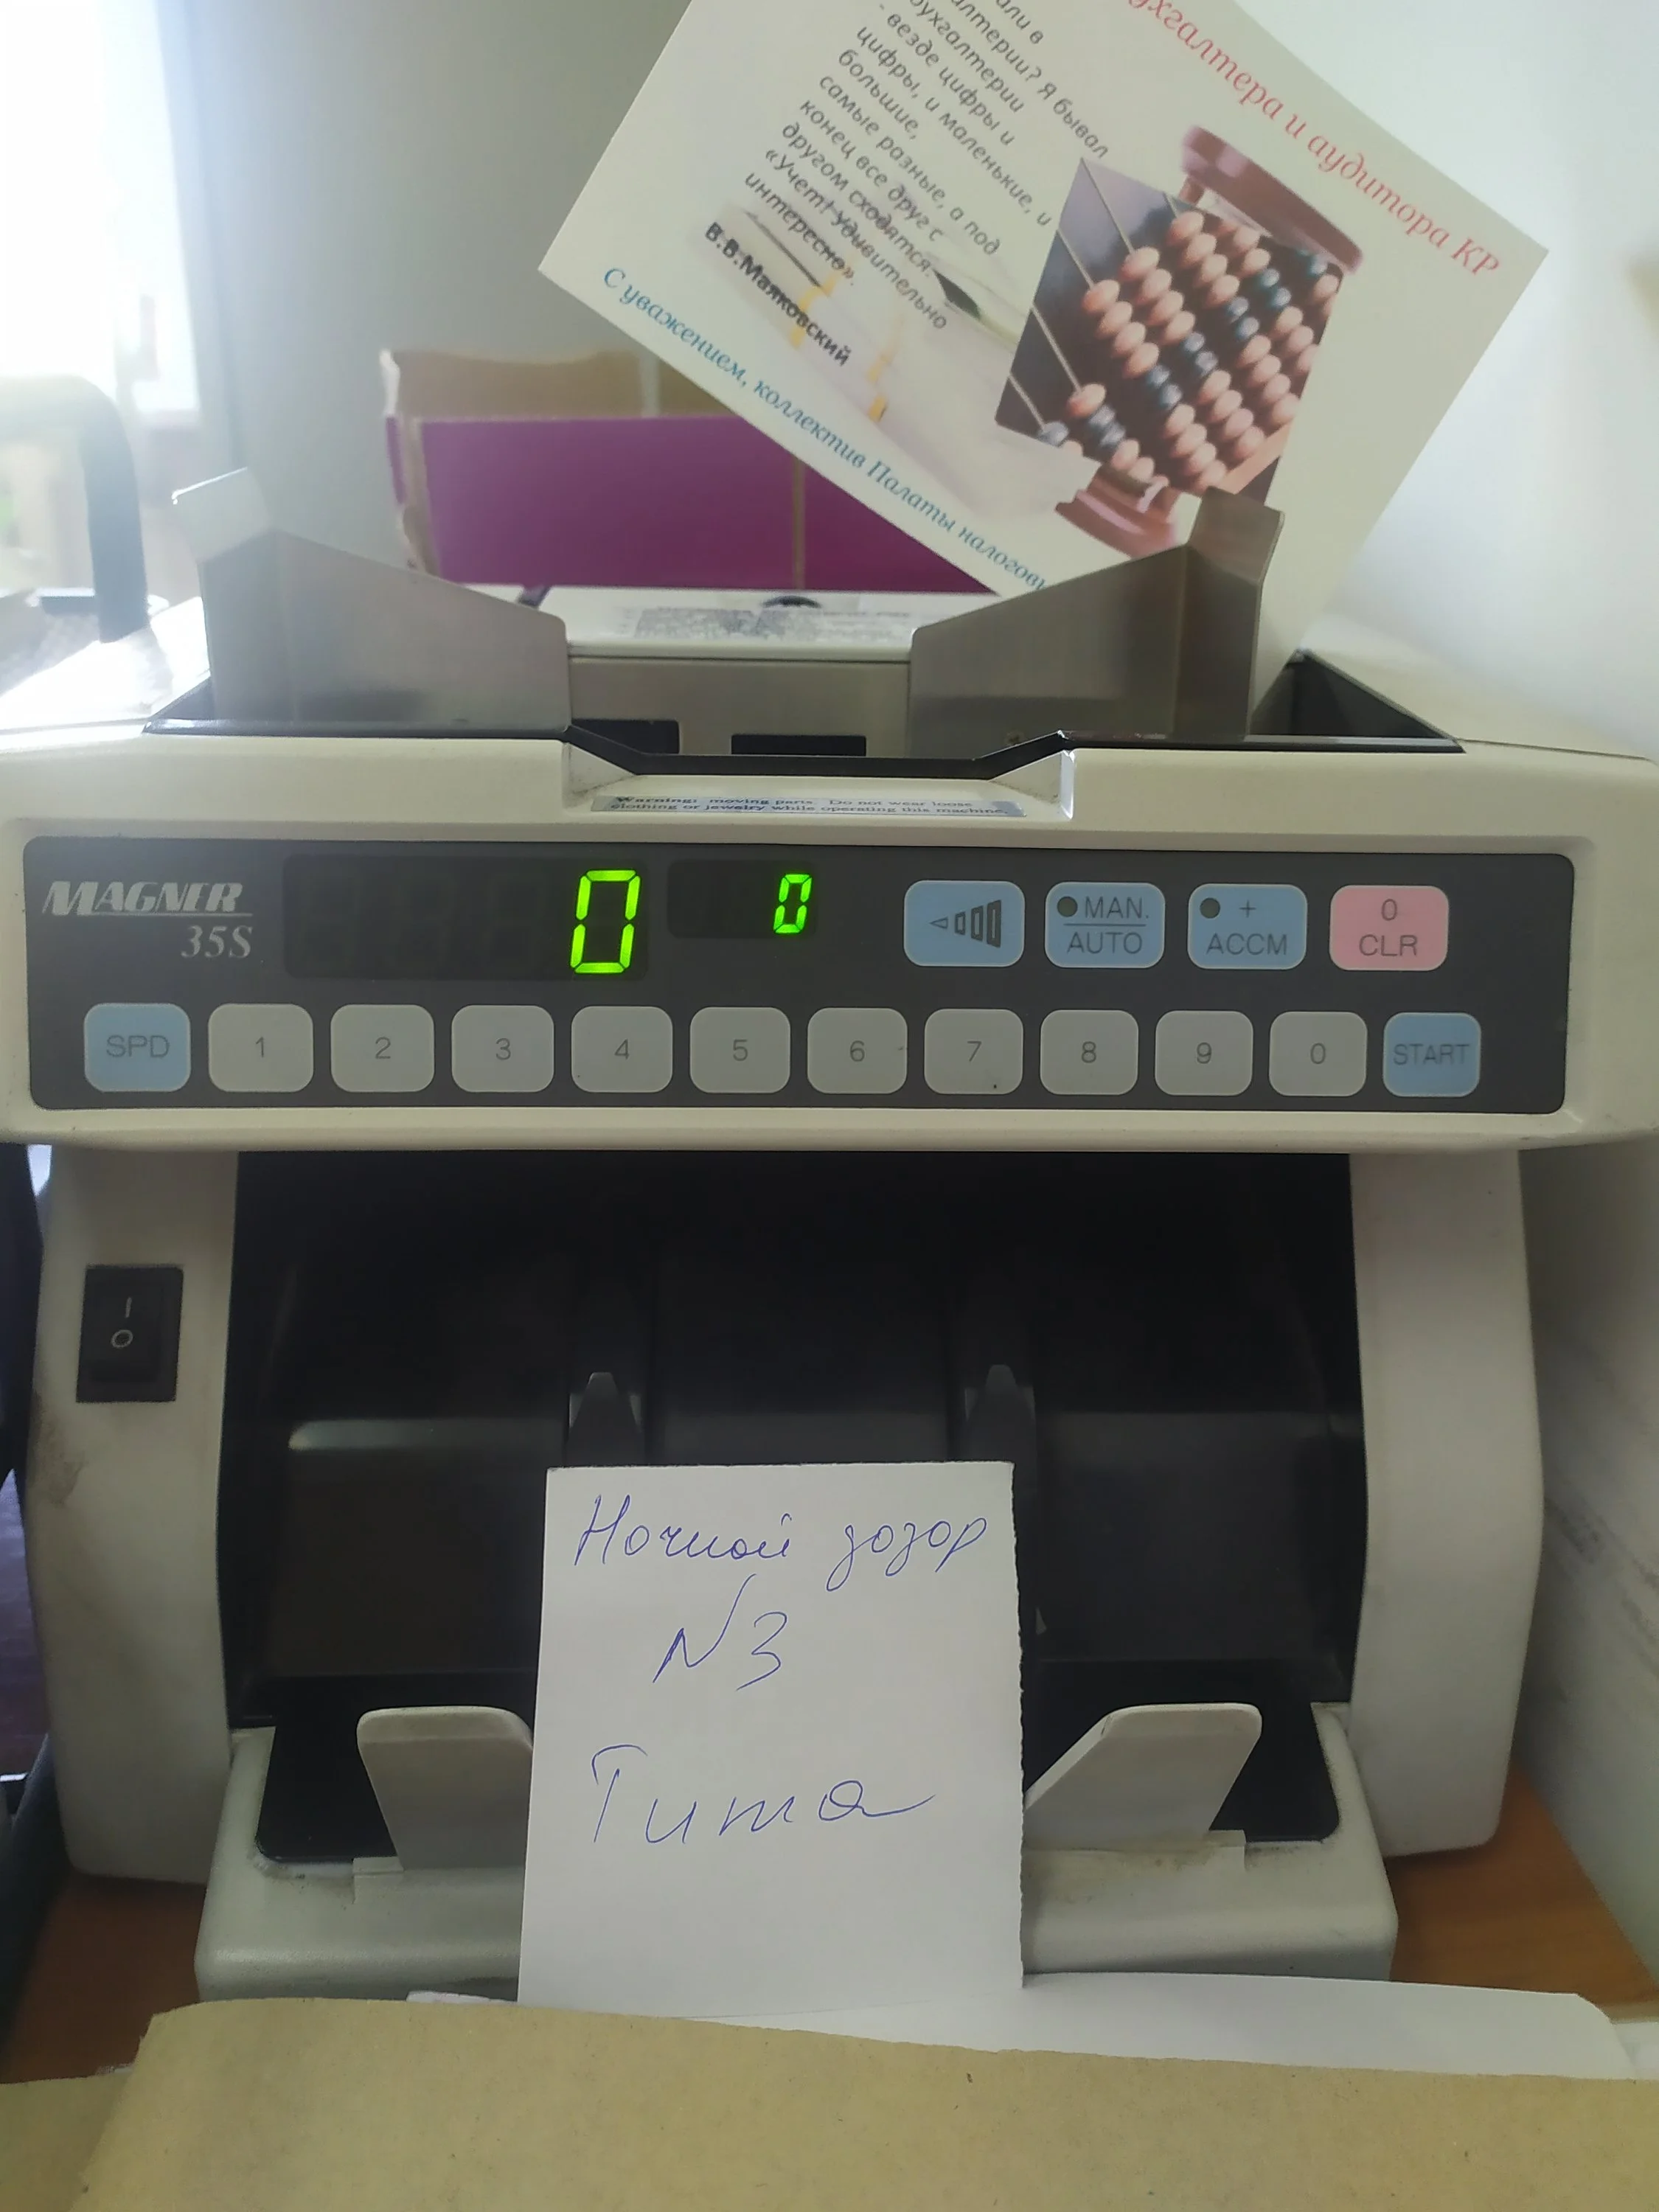 ухгалтера и аудитора КР
али в
алтерии? Я бывал
бухгалтерии
- везде цифры и
цифры, и маленькие, и
большие,
самые разные, а под
конец все друг с
другом сходятся.
«Учет! Удивительно
интересно».
В.В.Маяковский
С уважением, коллектив Палаты налогов
Warning: moving parts. Do not wear loose
clothing or jewelry while operating this machine.
MAGNER
35S
0 0
MAN.
AUTO
+
ACCM
0
CLR
SPD 1 2 3 4 5 6 7 8 9 0 START
Ночной дозор
N3
Тита